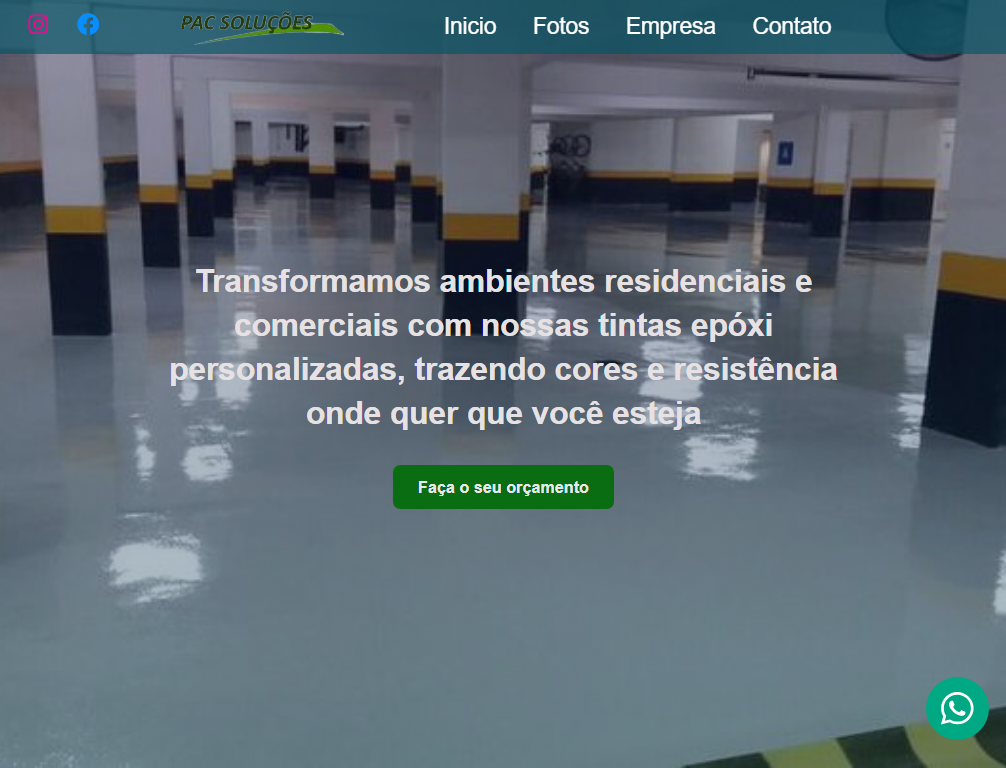 PAC SOLUÇÕES
Inicio Fotos Empresa Contato
Transformamos ambientes residenciais e
comerciais com nossas tintas epóxi
personalizadas, trazendo cores e resistência
onde quer que você esteja
Faça o seu orçamento